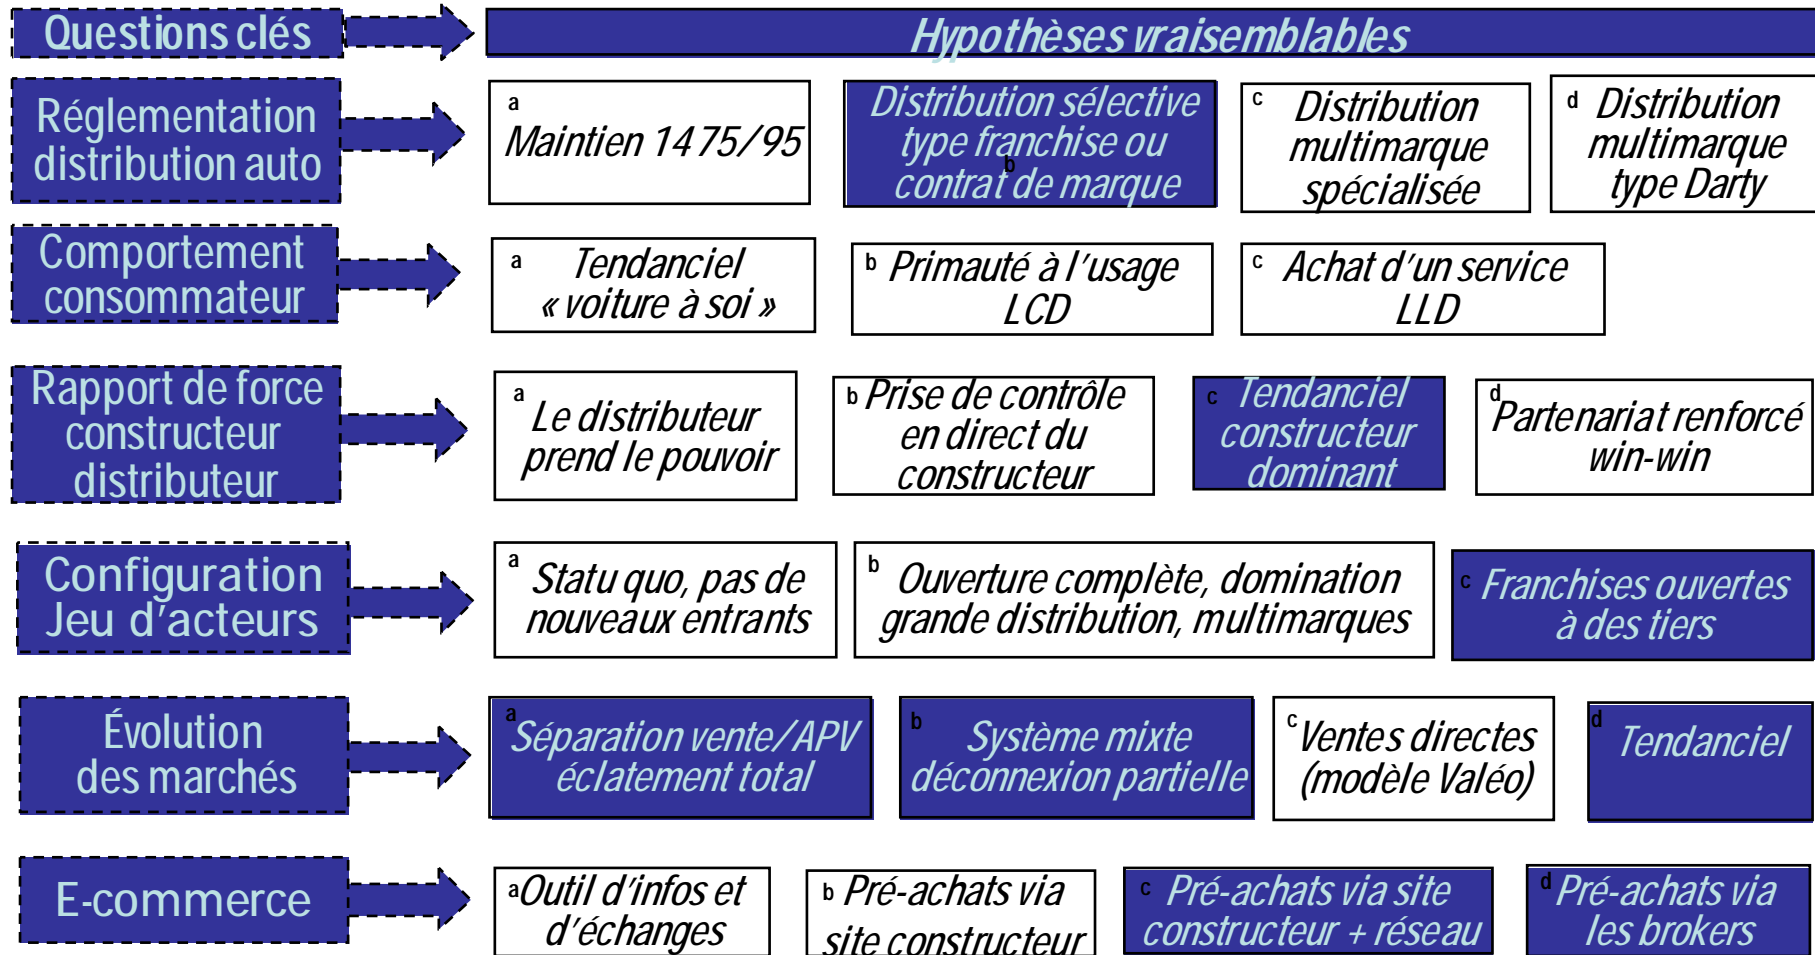 Questions clés
Hypothèses vraisemblables
Réglementation
distribution auto
a
Maintien 1475/95
Distribution sélective
type franchise ou
b
contrat de marque
c
Distribution
multimarque
spécialisée
d
Distribution
multimarque
type Darty
Comportement
consommateur
a
Tendanciel
« voiture à soi »
b
Primauté à l'usage
LCD
c
Achat d'un service
LLD
Rapport de force
constructeur
distributeur
a
Le distributeur
prend le pouvoir
b
Prise de contrôle
en direct du
constructeur
c
Tendanciel
constructeur
dominant
d
Partenariat renforcé
win-win
Configuration
Jeu d'acteurs
a
Statu quo, pas de
nouveaux entrants
b
Ouverture complète, domination
grande distribution, multimarques
c
Franchises ouvertes
à des tiers
Évolution
des marchés
a
Séparation vente/APV
éclatement total
b
Système mixte
déconnexion partielle
c
Ventes directes
(modèle Valéo)
d
Tendanciel
E-commerce
a
Outil d'infos et
d'échanges
b
Pré-achats via
site constructeur
c
Pré-achats via site
constructeur + réseau
d
Pré-achats via
les brokers